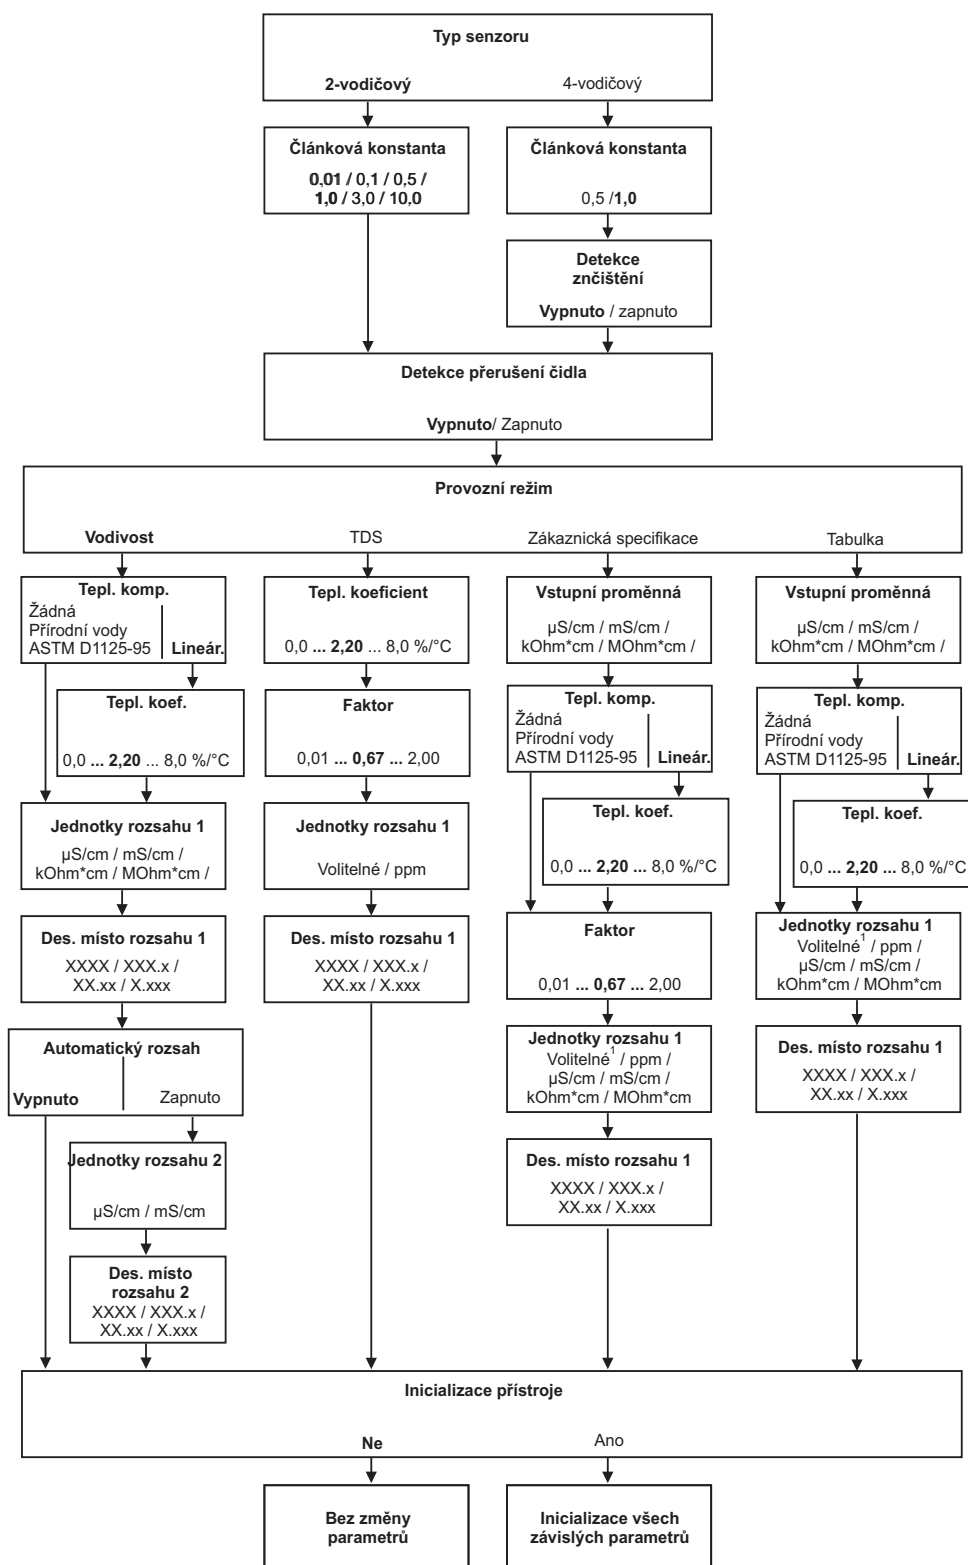 Typ senzoru
2-vodičový
4-vodičový
Článková konstanta
0,01 / 0,1 / 0,5 /
1,0 / 3,0 / 10,0
Článková konstanta
0,5 /1,0
Detekce
znčištění
Vypnuto / zapnuto
Detekce přerušení čidla
Vypnuto/ Zapnuto
Provozní režim
Vodivost
TDS
Zákaznická specifikace
Tabulka
Tepl. komp.
Žádná
Přírodní vody
ASTM D1125-95
Lineár.
Tepl. koef.
0,0 ... 2,20 ... 8,0 %/°C
Jednotky rozsahu 1
µS/cm / mS/cm /
kOhm*cm / MOhm*cm /
Des. místo rozsahu 1
XXXX / XXX.x /
XX.xx / X.xxx
Automatický rozsah
Vypnuto
Zapnuto
Jednotky rozsahu 2
µS/cm / mS/cm
Des. místo
rozsahu 2
XXXX / XXX.x /
XX.xx / X.xxx
Tepl. koeficient
0,0 ... 2,20 ... 8,0 %/°C
Faktor
0,01 ... 0,67 ... 2,00
Jednotky rozsahu 1
Volitelné / ppm
Des. místo rozsahu 1
XXXX / XXX.x /
XX.xx / X.xxx
Vstupní proměnná
µS/cm / mS/cm /
kOhm*cm / MOhm*cm /
Tepl. komp.
Žádná
Přírodní vody
ASTM D1125-95
Lineár.
Tepl. koef.
0,0 ... 2,20 ... 8,0 %/°C
Faktor
0,01 ... 0,67 ... 2,00
Jednotky rozsahu 1
Volitelné¹ / ppm /
µS/cm / mS/cm /
kOhm*cm / MOhm*cm
Des. místo rozsahu 1
XXXX / XXX.x /
XX.xx / X.xxx
Vstupní proměnná
µS/cm / mS/cm /
kOhm*cm / MOhm*cm /
Tepl. komp.
Žádná
Přírodní vody
ASTM D1125-95
Lineár.
Tepl. koef.
0,0 ... 2,20 ... 8,0 %/°C
Jednotky rozsahu 1
Volitelné¹ / ppm /
µS/cm / mS/cm /
kOhm*cm / MOhm*cm
Des. místo rozsahu 1
XXXX / XXX.x /
XX.xx / X.xxx
Inicializace přístroje
Ne
Ano
Bez změny
parametrů
Inicializace všech
závislých parametrů